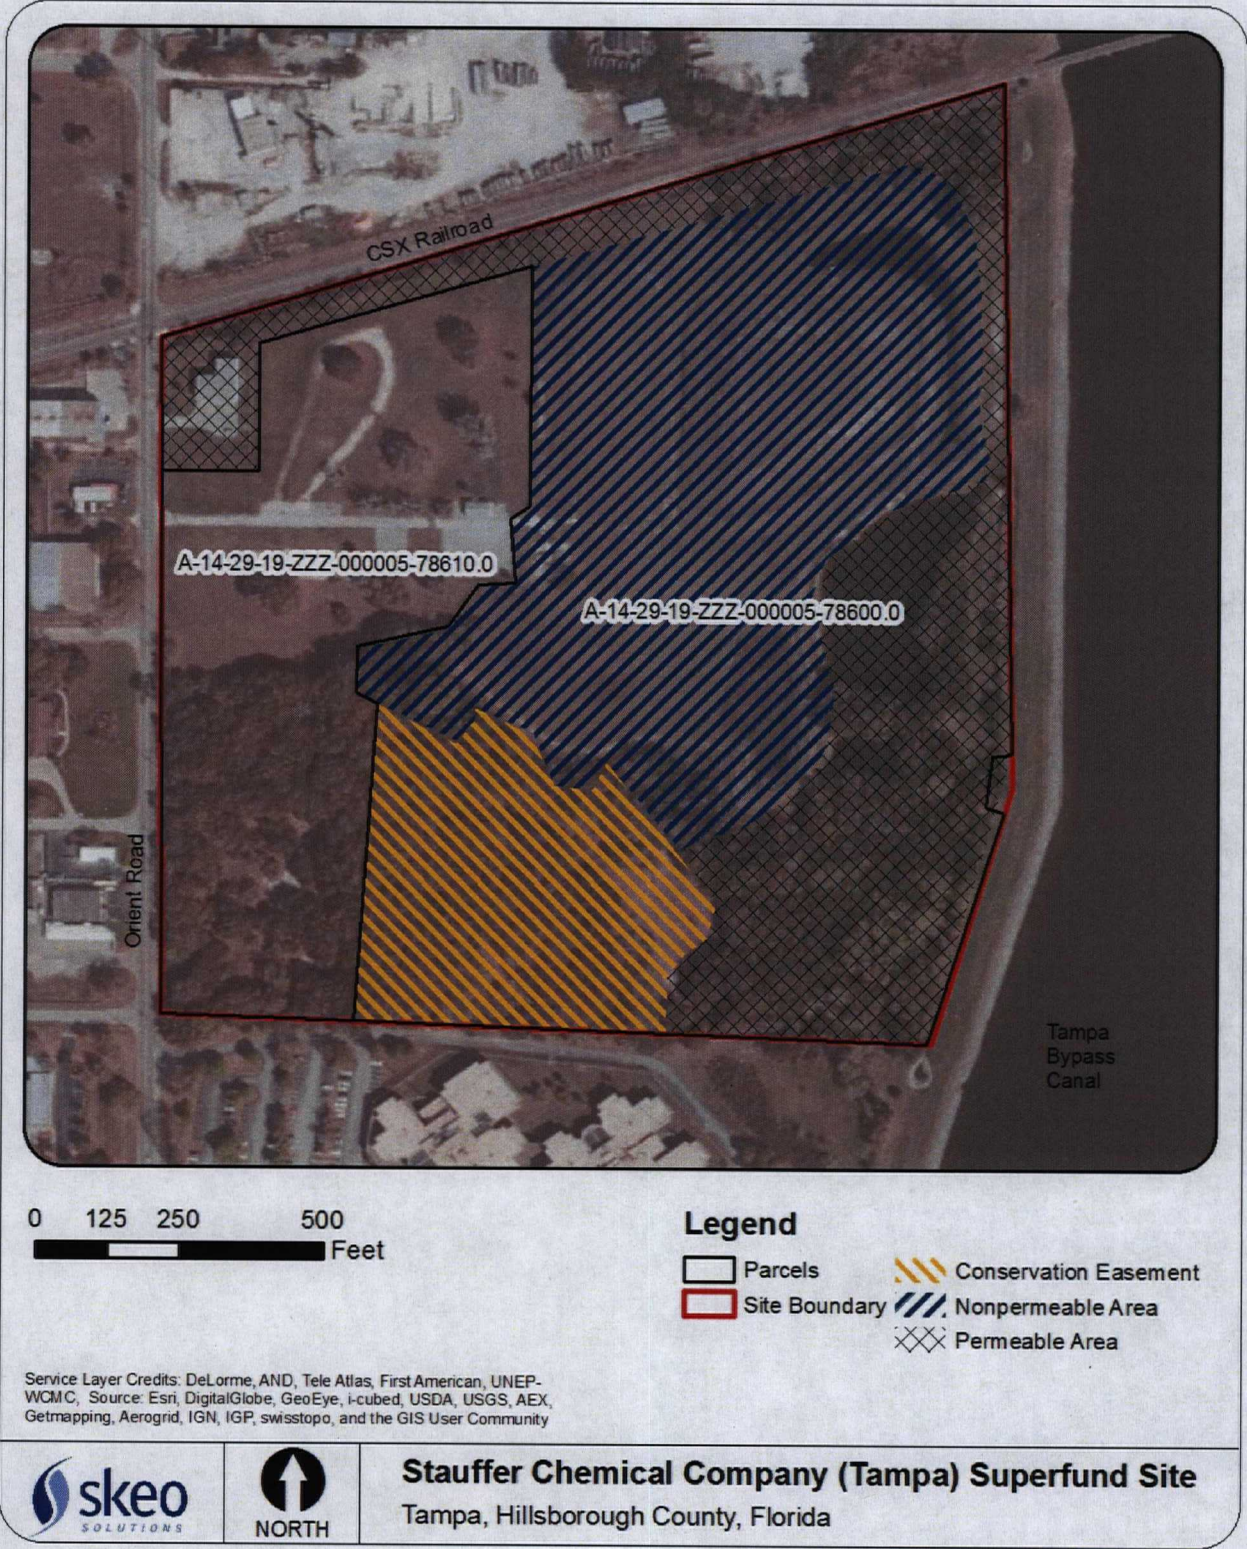 CSX Railroad
A-14-29-19-ZZZ-000005-78610.0
A-14-29-19-ZZZ-000005-78600.0
Orient Road
Tampa
Bypass
Canal
0 125 250 500
Feet
Legend
Parcels
Site Boundary
Conservation Easement
Nonpermeable Area
Permeable Area
Service Layer Credits: DeLorme, AND, Tele Atlas, First American, UNEP-
WCMC, Source: Esri, DigitalGlobe, GeoEye, i-cubed, USDA, USGS, AEX,
Getmapping, Aerogrid, IGN, IGP, swisstopo, and the GIS User Community
skeo
SOLUTIONS
NORTH
Stauffer Chemical Company (Tampa) Superfund Site
Tampa, Hillsborough County, Florida